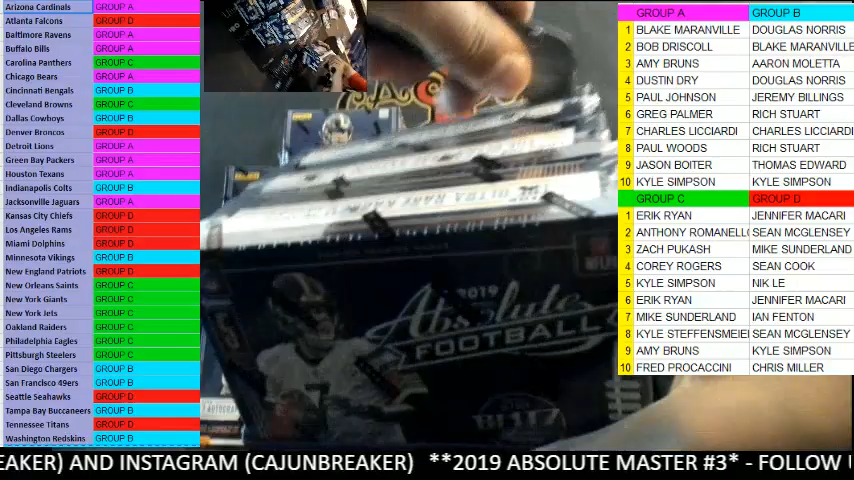 Arizona Cardinals GROUP A
Atlanta Falcons GROUP D
Baltimore Ravens GROUP A
Buffalo Bills GROUP A
Carolina Panthers GROUP C
Chicago Bears GROUP A
Cincinnati Bengals GROUP B
Cleveland Browns GROUP C
Dallas Cowboys GROUP B
Denver Broncos GROUP D
Detroit Lions GROUP A
Green Bay Packers GROUP A
Houston Texans GROUP A
Indianapolis Colts GROUP B
Jacksonville Jaguars GROUP A
Kansas City Chiefs GROUP D
Los Angeles Rams GROUP D
Miami Dolphins GROUP D
Minnesota Vikings GROUP B
New England Patriots GROUP D
New Orleans Saints GROUP C
New York Giants GROUP C
New York Jets GROUP C
Oakland Raiders GROUP C
Philadelphia Eagles GROUP C
Pittsburgh Steelers GROUP C
San Diego Chargers GROUP B
San Francisco 49ers GROUP B
Seattle Seahawks GROUP D
Tampa Bay Buccaneers GROUP B
Tennessee Titans GROUP D
Washington Redskins GROUP B
2019
Absolute
FOOTBALL
BLITZ
GROUP A GROUP B
1 BLAKE MARANVILLE DOUGLAS NORRIS
2 BOB DRISCOLL BLAKE MARANVILLE
3 AMY BRUNS AARON MOLETTA
4 DUSTIN DRY DOUGLAS NORRIS
5 PAUL JOHNSON JEREMY BILLINGS
6 GREG PALMER RICH STUART
7 CHARLES LICCIARDI CHARLES LICCIARDI
8 PAUL WOODS RICH STUART
9 JASON BOITER THOMAS EDWARD
10 KYLE SIMPSON KYLE SIMPSON
GROUP C GROUP D
1 ERIK RYAN JENNIFER MACARI
2 ANTHONY ROMANELLO SEAN MCGLENSEY
3 ZACH PUKASH MIKE SUNDERLAND
4 COREY ROGERS SEAN COOK
5 KYLE SIMPSON NIK LE
6 ERIK RYAN JENNIFER MACARI
7 MIKE SUNDERLAND IAN FENTON
8 KYLE STEFFENSMEIE SEAN MCGLENSEY
9 AMY BRUNS KYLE SIMPSON
10 FRED PROCACCINI CHRIS MILLER
EAKER) AND INSTAGRAM (CAJUNBREAKER) **2019 ABSOLUTE MASTER #3* - FOLLOW